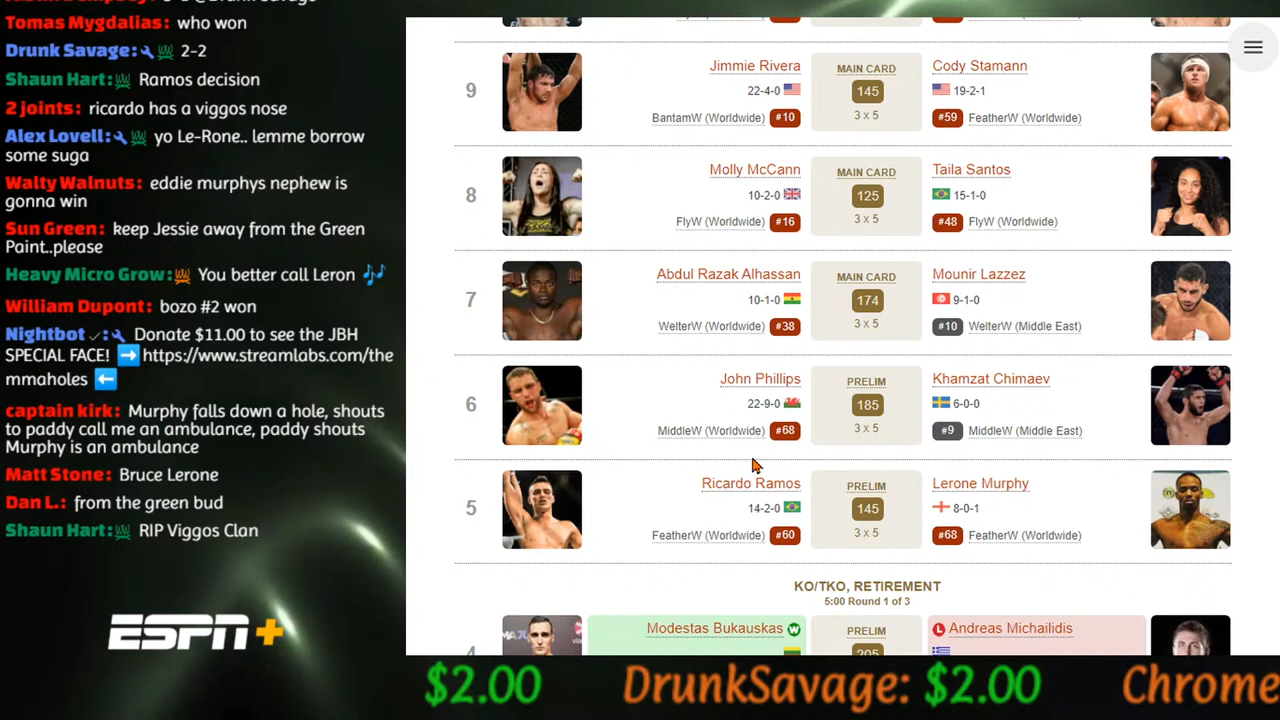 Tomas Mygdalias: who won
Drunk Savage: 2-2
Shaun Hart: Ramos decision
2 joints: ricardo has a viggos nose
Alex Lovell: yo Le-Rone.. lemme borrow
some suga
Walty Walnuts: eddie murphys nephew is
gonna win
Sun Green: keep Jessie away from the Green
Paint..please
Heavy Micro Grow: You better call Leron 🎶
William Dupont: bozo #2 won
Nightbot ✓: Donate $11.00 to see the JBH
SPECIAL FACE! ➡ https://www.streamlabs.com/the
mmaholes ⬅
captain kirk: Murphy falls down a hole, shouts
to paddy call me an ambulance, paddy shouts
Murphy is an ambulance
Matt Stone: Bruce Lerone
Dan L.: from the green bud
Shaun Hart: RIP Viggos Clan
ESPN+
9
Jimmie Rivera
22-4-0
BantamW (Worldwide) #10
MAIN CARD
145
3 x 5
Cody Stamann
19-2-1
#59 FeatherW (Worldwide)
8
Molly McCann
10-2-0
FlyW (Worldwide) #16
MAIN CARD
125
3 x 5
Taila Santos
15-1-0
#48 FlyW (Worldwide)
7
Abdul Razak Alhassan
10-1-0
WelterW (Worldwide) #38
MAIN CARD
174
3 x 5
Mounir Lazzez
9-1-0
#10 WelterW (Middle East)
6
John Phillips
22-9-0
MiddleW (Worldwide) #68
PRELIM
185
3 x 5
Khamzat Chimaev
6-0-0
#9 MiddleW (Middle East)
5
Ricardo Ramos
14-2-0
FeatherW (Worldwide) #60
PRELIM
145
3 x 5
Lerone Murphy
8-0-1
#68 FeatherW (Worldwide)
KO/TKO, RETIREMENT
5:00 Round 1 of 3
4
Modestas Bukauskas W
PRELIM
205
L Andreas Michailidis
$2.00 DrunkSavage: $2.00 Chrome